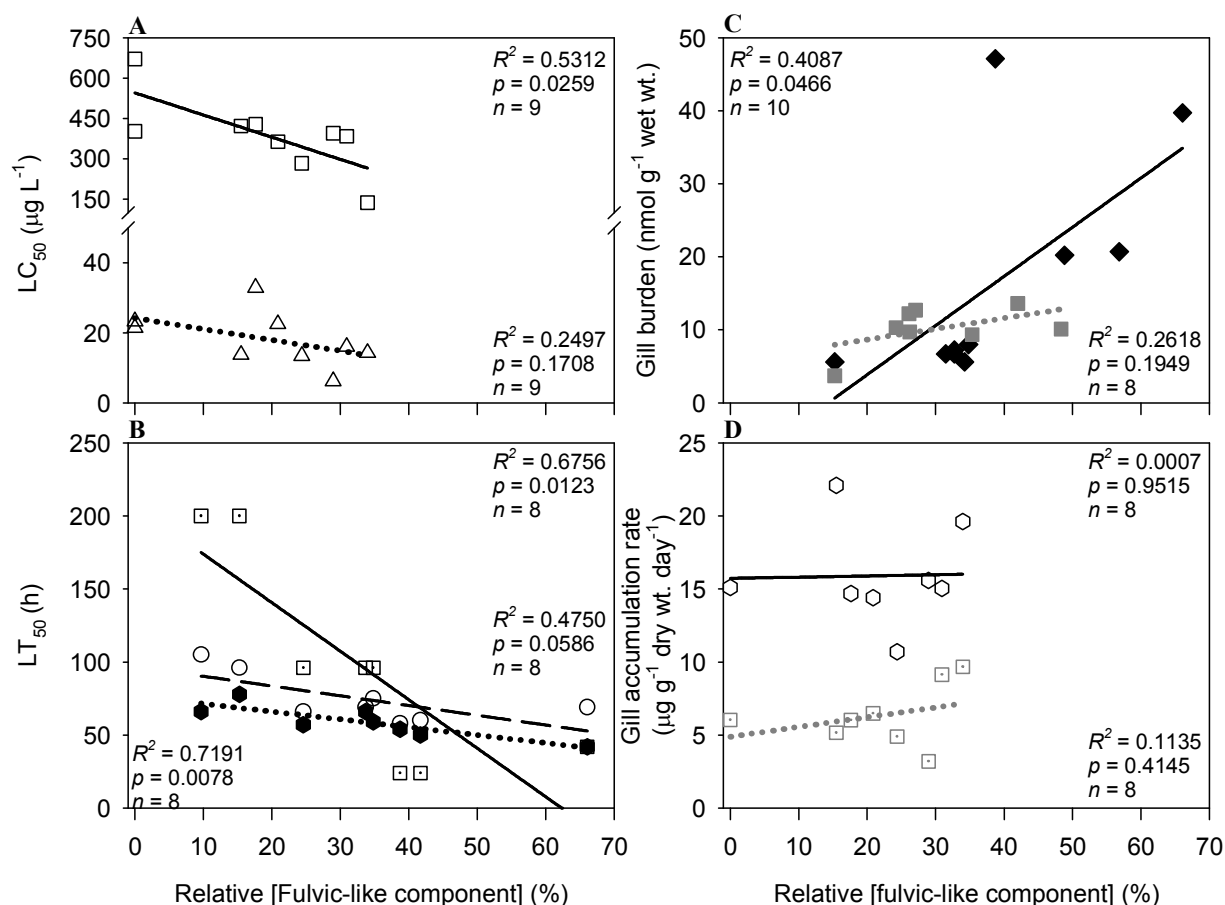 A
750
600
450
300
150
40
20
0
LC50 (µg L-1)
R2 = 0.5312
p = 0.0259
n = 9
R2 = 0.2497
p = 0.1708
n = 9
C
50
40
30
20
10
0
Gill burden (nmol g-1 wet wt.)
R2 = 0.4087
p = 0.0466
n = 10
R2 = 0.2618
p = 0.1949
n = 8
B
250
200
150
100
50
0
LT50 (h)
R2 = 0.6756
p = 0.0123
n = 8
R2 = 0.4750
p = 0.0586
n = 8
R2 = 0.7191
p = 0.0078
n = 8
0 10 20 30 40 50 60 70
Relative [Fulvic-like component] (%)
D
25
20
15
10
5
0
Gill accumulation rate
(µg g-1 dry wt. day-1)
R2 = 0.0007
p = 0.9515
n = 8
R2 = 0.1135
p = 0.4145
n = 8
0 10 20 30 40 50 60 70
Relative [fulvic-like component] (%)